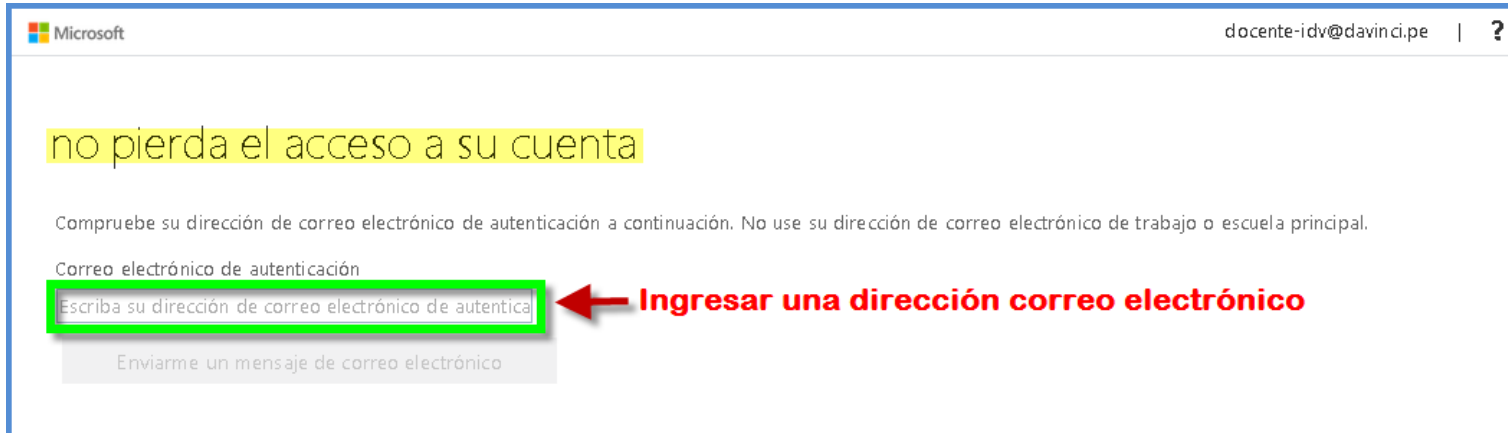 Microsoft
docente-idv@davinci.pe | ?
no pierda el acceso a su cuenta
Compruebe su dirección de correo electrónico de autenticación a continuación. No use su dirección de correo electrónico de trabajo o escuela principal.
Correo electrónico de autenticación
Escriba su dirección de correo electrónico de autentica
Ingresar una dirección correo electrónico
Enviarme un mensaje de correo electrónico